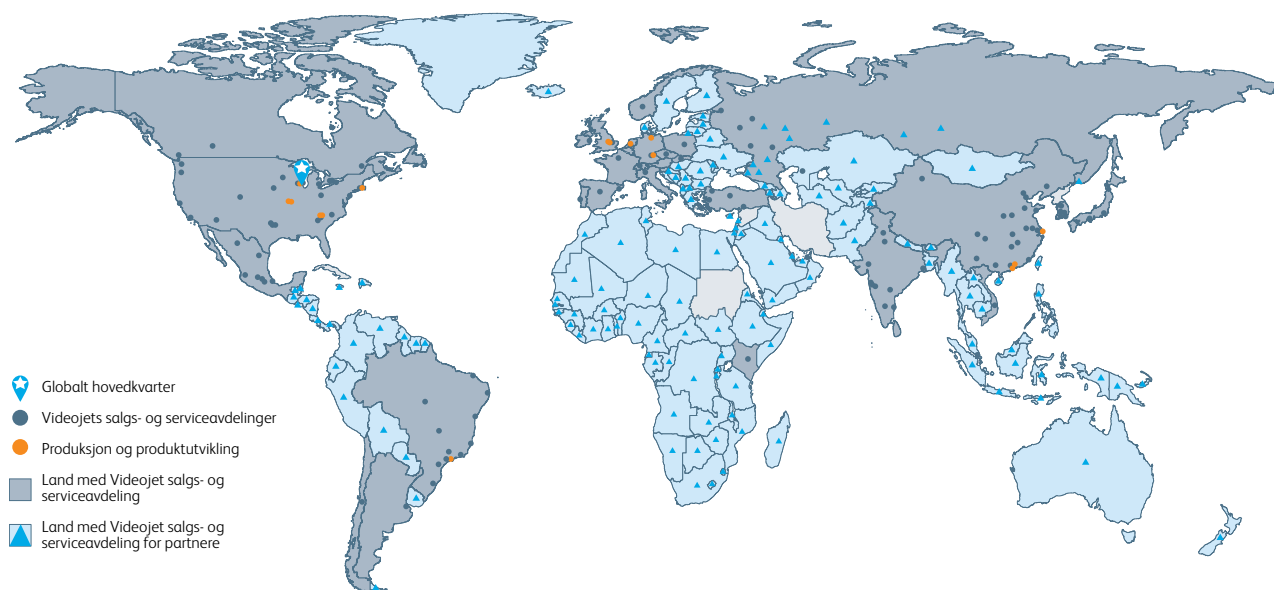 Globalt hovedkvarter
Videojets salgs- og serviceavdelinger
Produksjon og produktutvikling
Land med Videojet salgs- og
serviceavdeling
Land med Videojet salgs- og
serviceavdeling for partnere